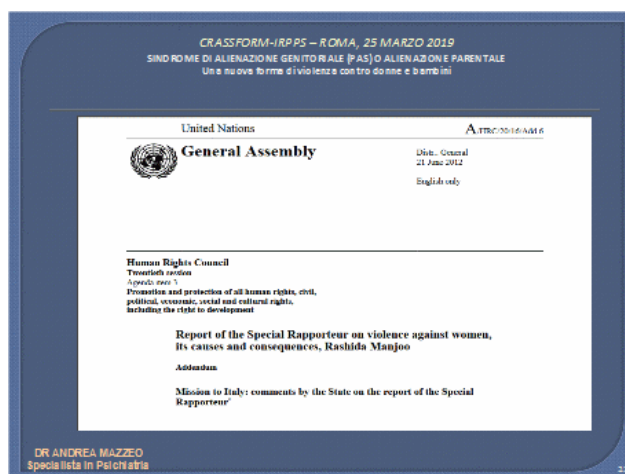 CRASSFORM-IRPPS – ROMA, 25 MARZO 2019
SINDROME DI ALIENAZIONE GENITORIALE (PAS) O ALIENAZIONE PARENTALE
Una nuova forma di violenza contro donne e bambini
United Nations
General Assembly
Distr.: General
21 June 2012
English only
Human Rights Council
Twentieth session
Agenda item 3
Promotion and protection of all human rights, civil,
political, economic, social and cultural rights,
including the right to development
Report of the Special Rapporteur on violence against women,
its causes and consequences, Rashida Manjoo
Addendum
Mission to Italy: comments by the State on the report of the Special
Rapporteur*
DR ANDREA MAZZEO
Specialista in Psichiatria